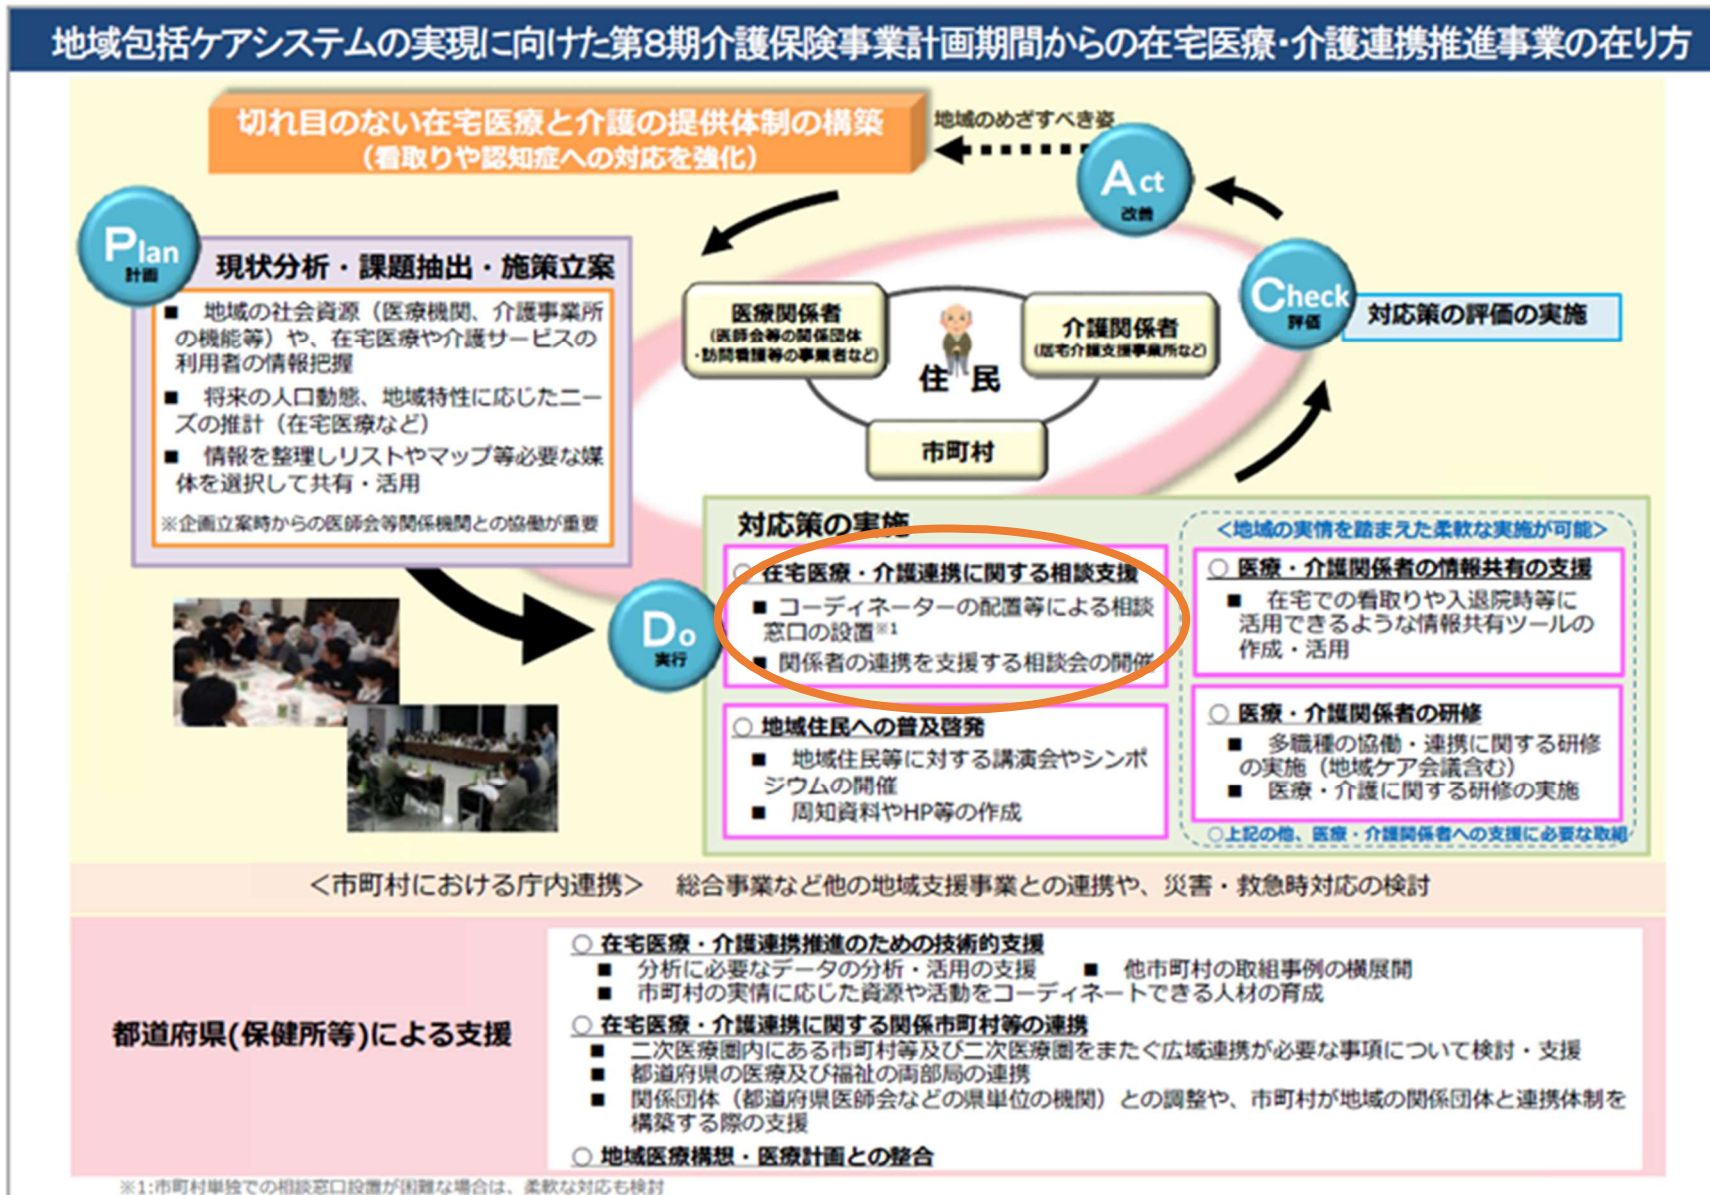 地域包括ケアシステムの実現に向けた第8期介護保険事業計画期間からの在宅医療・介護連携推進事業の在り方
切れ目のない在宅医療と介護の提供体制の構築
（看取りや認知症への対応を強化）
地域のめざすべき姿
Act
改善
Plan
計画
現状分析・課題抽出・施策立案
■ 地域の社会資源（医療機関、介護事業所
の機能等）や、在宅医療や介護サービスの
利用者の情報把握
■ 将来の人口動態、地域特性に応じたニー
ズの推計（在宅医療など）
■ 情報を整理しリストやマップ等必要な媒
体を選択して共有・活用
※企画立案時からの医師会等関係機関との協働が重要
医療関係者
（医師会等の関係団体
・訪問看護等の事業者など）
介護関係者
（居宅介護支援事業所など）
住民
市町村
Check
評価
対応策の評価の実施
Do
実行
対応策の実施
○ 在宅医療・介護連携に関する相談支援
■ コーディネーターの配置等による相談
窓口の設置※1
■ 関係者の連携を支援する相談会の開催
○ 地域住民への普及啓発
■ 地域住民等に対する講演会やシンポ
ジウムの開催
■ 周知資料やHP等の作成
＜地域の実情を踏まえた柔軟な実施が可能＞
○ 医療・介護関係者の情報共有の支援
■ 在宅での看取りや入退院時等に
活用できるような情報共有ツールの
作成・活用
○ 医療・介護関係者の研修
■ 多職種の協働・連携に関する研修
の実施（地域ケア会議含む）
■ 医療・介護に関する研修の実施
○上記の他、医療・介護関係者への支援に必要な取組
＜市町村における庁内連携＞ 総合事業など他の地域支援事業との連携や、災害・救急時対応の検討
都道府県(保健所等)による支援
○ 在宅医療・介護連携推進のための技術的支援
■ 分析に必要なデータの分析・活用の支援 ■ 他市町村の取組事例の横展開
■ 市町村の実情に応じた資源や活動をコーディネートできる人材の育成
○ 在宅医療・介護連携に関する関係市町村等の連携
■ 二次医療圏内にある市町村等及び二次医療圏をまたぐ広域連携が必要な事項について検討・支援
■ 都道府県の医療及び福祉の両部局の連携
■ 関係団体（都道府県医師会などの県単位の機関）との調整や、市町村が地域の関係団体と連携体制を
構築する際の支援
○ 地域医療構想・医療計画との整合
※1:市町村単独での相談窓口設置が困難な場合は、柔軟な対応も検討